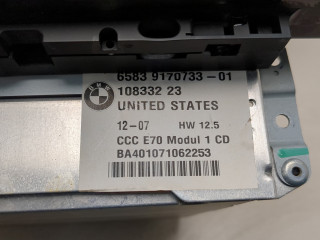 6583 9170733-01
108332 23
UNITED STATES
12-07 HW 12.5
CCC E70 Modul 1 CD
BA401071062253